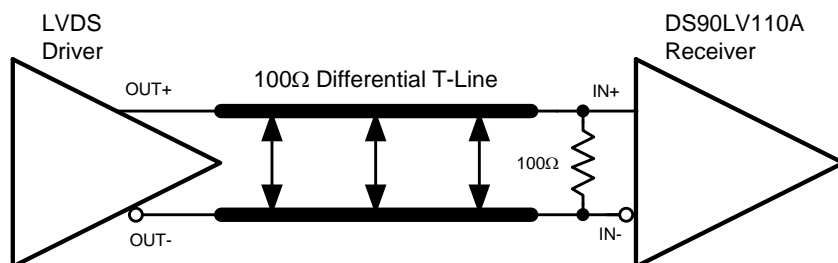 LVDS
Driver
DS90LV110A
Receiver
OUT+
100Ω Differential T-Line
IN+
100Ω
OUT-
IN-